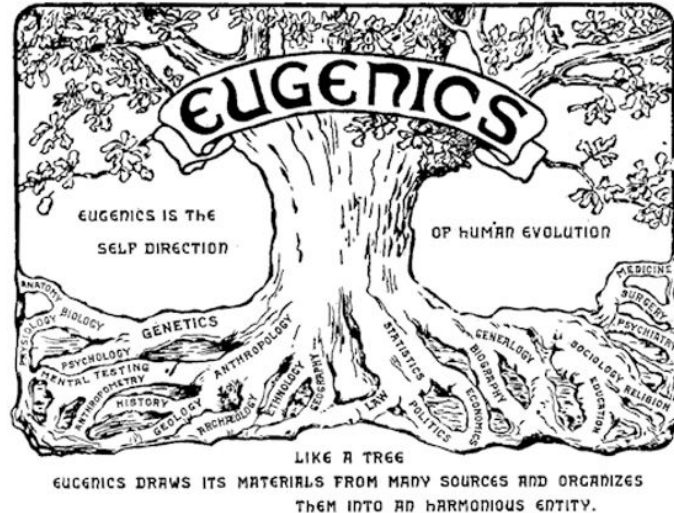 EUGENICS
EUGENICS IS THE
SELF DIRECTION
OF HUMAN EVOLUTION
ANATOMY
PHYSIOLOGY
BIOLOGY
GENETICS
PSYCHOLOGY
MENTAL TESTING
ANTHROPOMETRY
HISTORY
GEOLOGY
ANTHROPOLOGY
ARCHAEOLOGY
ETHNOLOGY
GEOGRAPHY
LAW
STATISTICS
POLITICS
ECONOMICS
BIOGRAPHY
GENEALOGY
EDUCATION
SOCIOLOGY
RELIGION
PSYCHIATRY
SURGERY
MEDICINE
LIKE A TREE
EUGENICS DRAWS ITS MATERIALS FROM MANY SOURCES AND ORGANIZES
THEM INTO AN HARMONIOUS ENTITY.